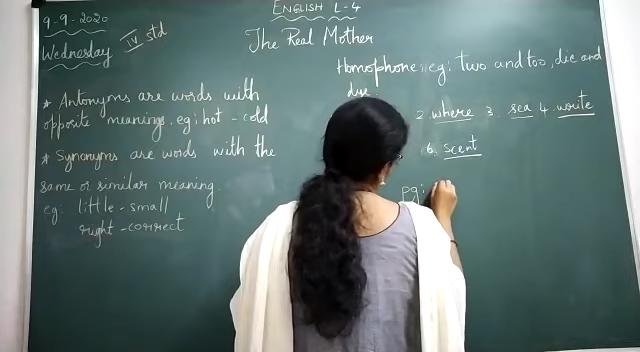 9-9-2020
Wednesday
IV std
ENGLISH L-4
The Real Mother
* Antonyms are words with
opposite meanings. eg: hot - cold
* Synonyms are words with the
same or similar meaning.
eg: little - small
right - correct
Homophones: eg: two and too, die and
dye.
2. where 3. sea 4. write
6. scent
pg: